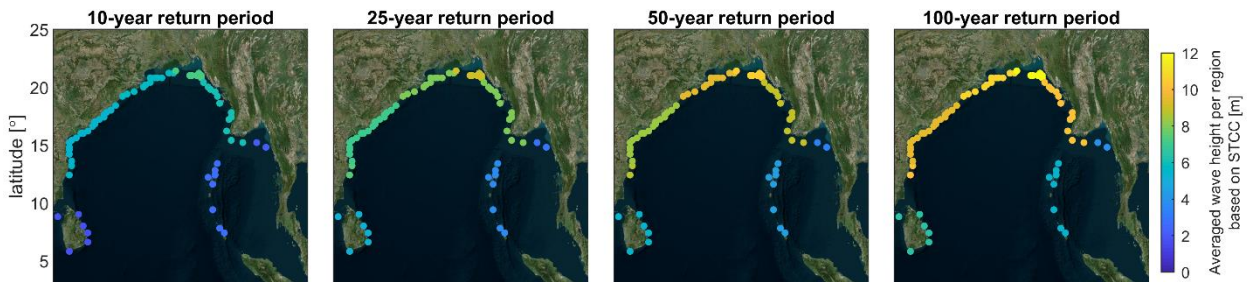 10-year return period
25-year return period
50-year return period
100-year return period
25
20
15
10
5
latitude [°]
12
10
8
6
4
2
0
Averaged wave height per region
based on STCC [m]